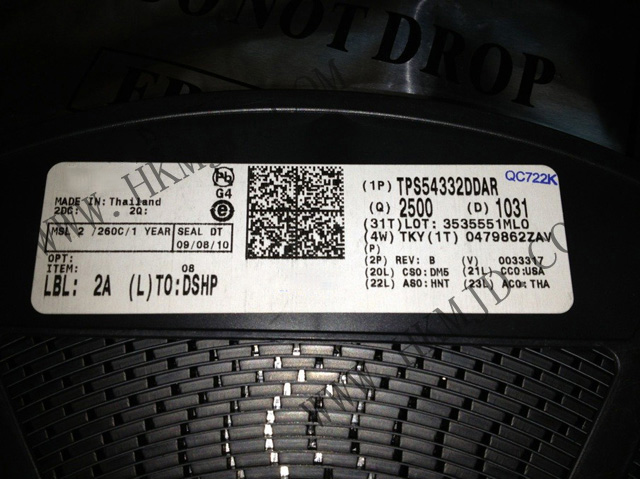 DO NOT DROP
Pb
G4
e
MADE IN: Thailand
2DC: 2Q:
MSL 2 /260C/1 YEAR SEAL DT
09/08/10
OPT:
ITEM: 08
LBL: 2A (L)TO:DSHP
(1P) TPS54332DDAR
QC722K
(Q) 2500 (D) 1031
(31T) LOT: 3535551ML0
(4W) TKY(1T) 0479862ZAV
(P)
(2P) REV: B (V) 0033317
(20L) CSO:DM5 (21L) CCO:USA
(22L) ASO:HNT (23L) ACO:THA
WWW.HKMJD.COM
WWW.HKMJD.COM